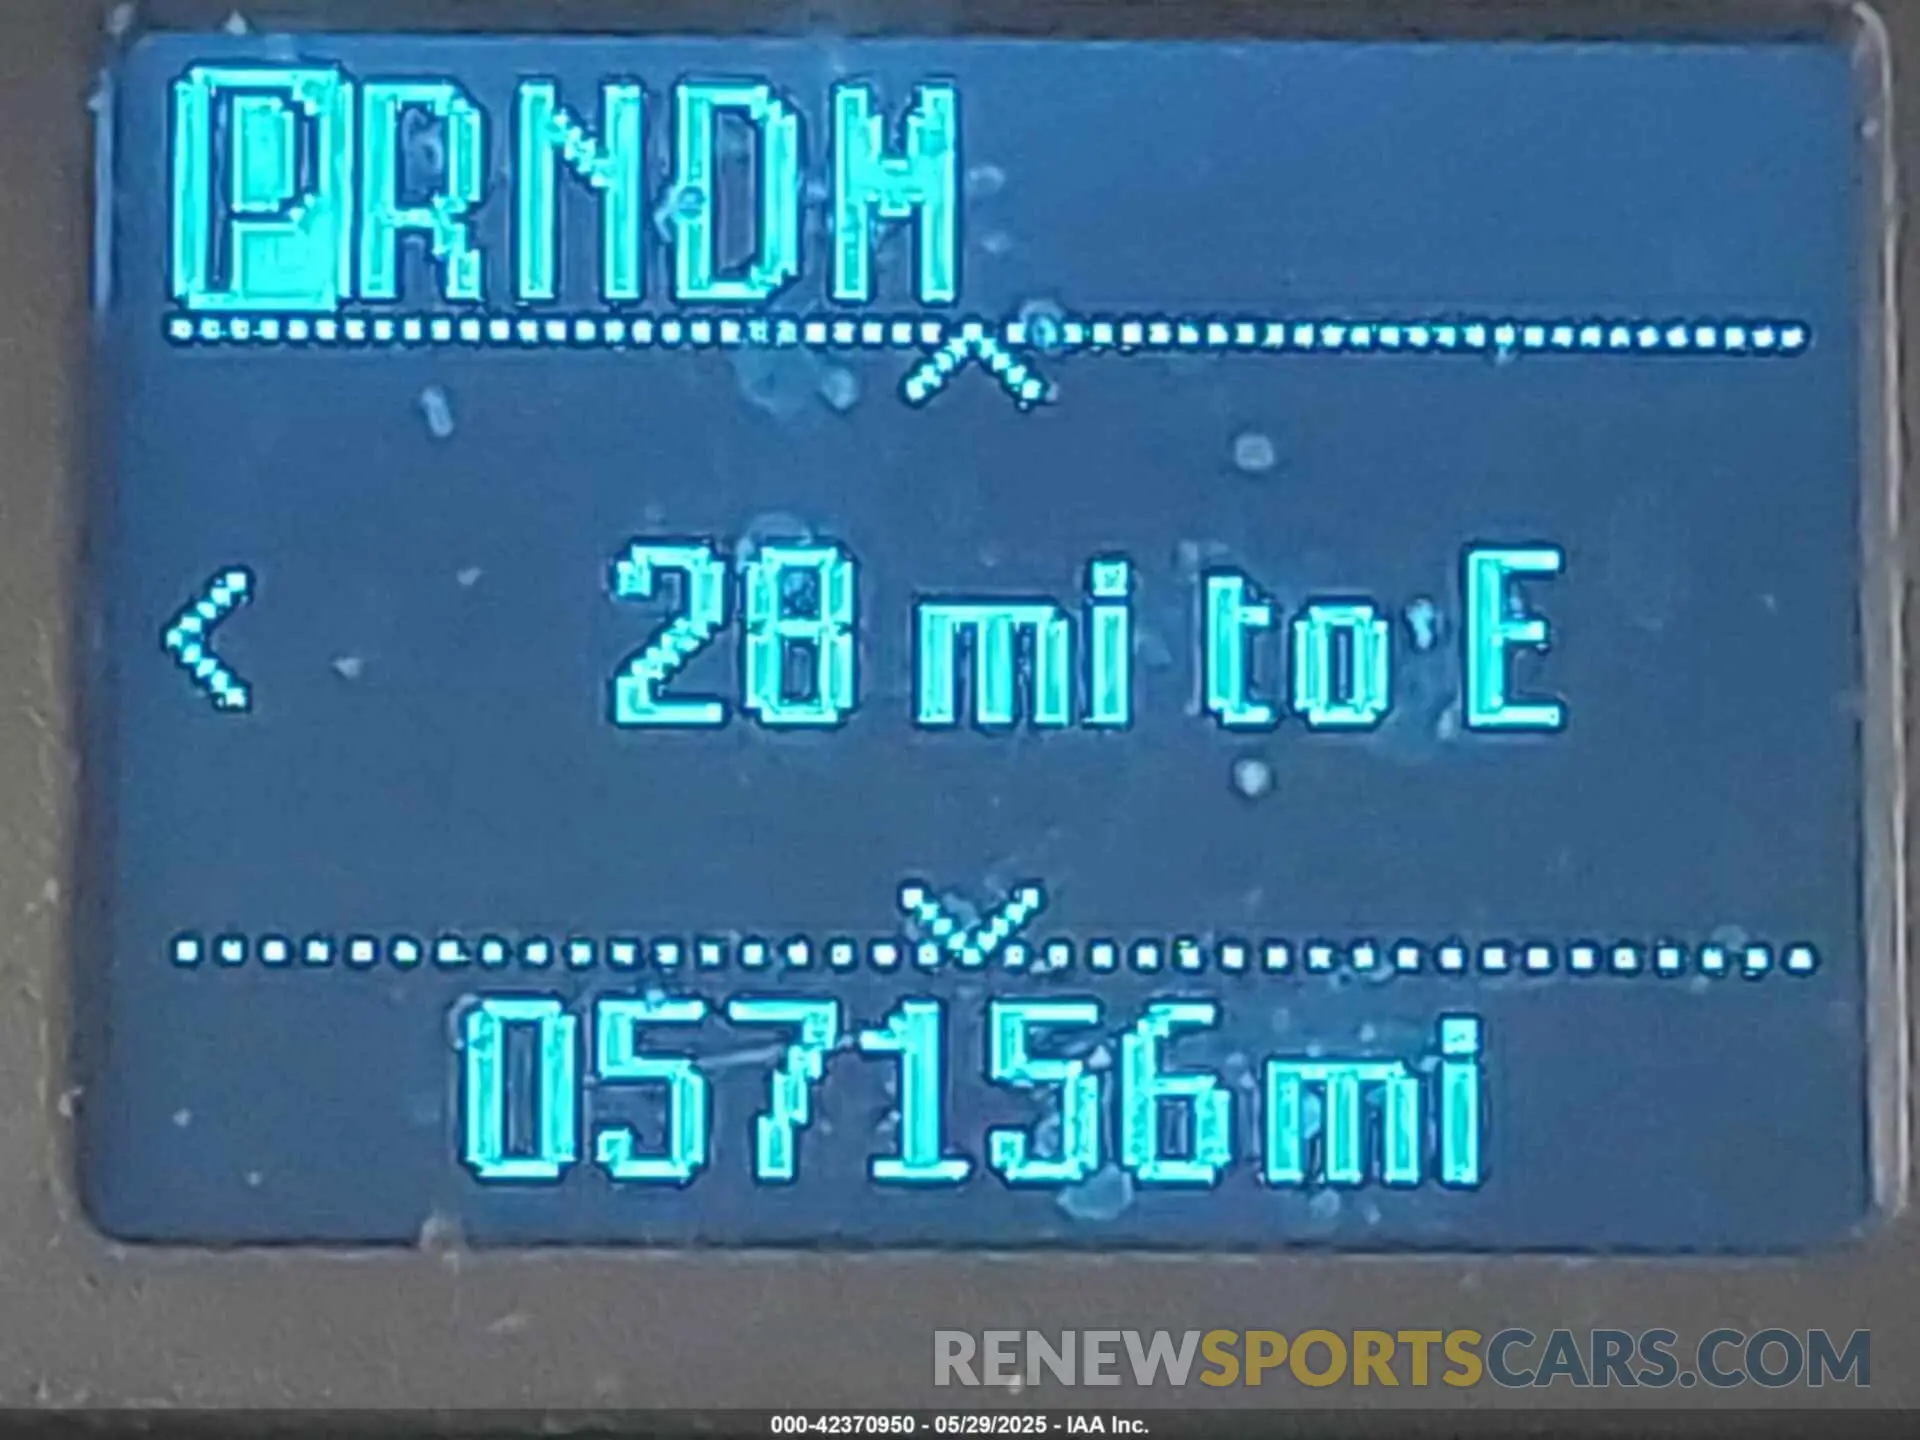 PRNDM
28 mi to E
057156mi
RENEWSPORTSCARS.COM
000-42370950 - 05/29/2025 - IAA Inc.